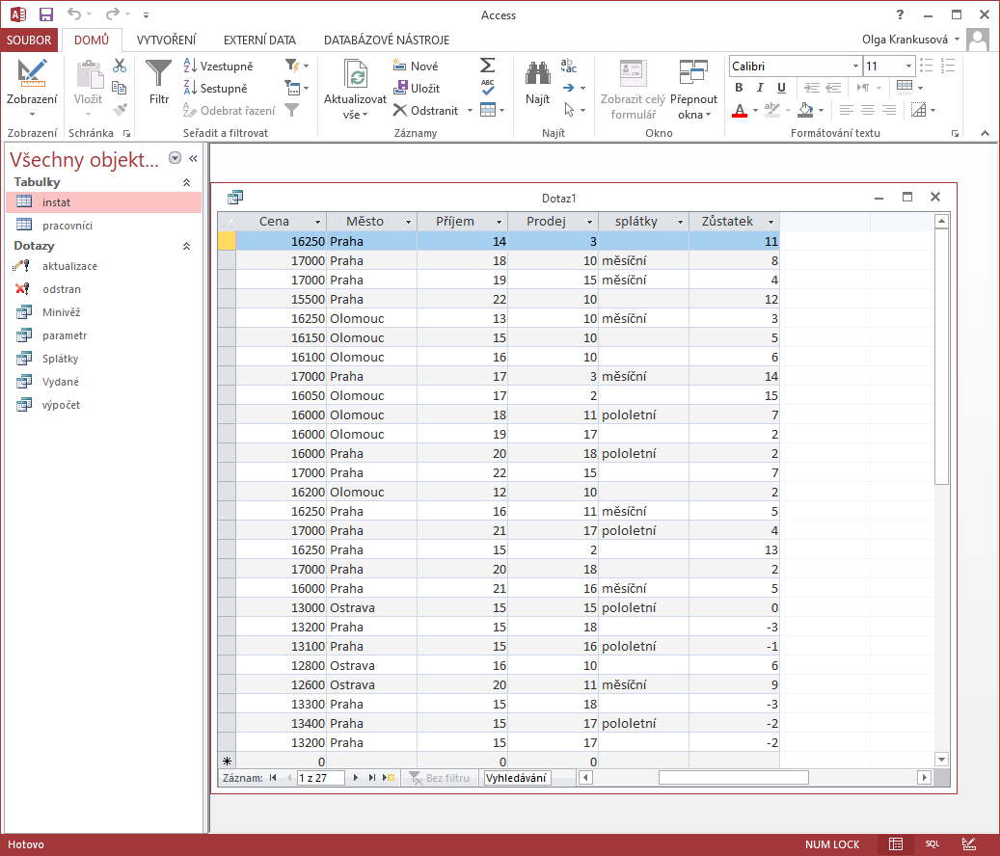 Access
?
SOUBOR DOMŮ VYTVOŘENÍ EXTERNÍ DATA DATABÁZOVÉ NÁSTROJE Olga Krankusová
Zobrazení
Zobrazení
Vložit
Schránka
Filtr
Vzestupně
Sestupně
Odebrat řazení
Seřadit a filtrovat
Aktualizovat
vše
Nové
Uložit
Odstranit
Záznamy
Najít
Najít
Zobrazit celý
formulář
Přepnout
okna
Okno
Calibri 11
B I U
Formátování textu
Všechny objekt...
Tabulky
instat
pracovníci
Dotazy
aktualizace
odstran
Minivěž
parametr
Splátky
Vydané
výpočet
Dotaz1
Cena Město Příjem Prodej splátky Zůstatek
16250 Praha 14 3 11
17000 Praha 18 10 měsíční 8
17000 Praha 19 15 měsíční 4
15500 Praha 22 10 12
16250 Olomouc 13 10 měsíční 3
16150 Olomouc 15 10 5
16100 Olomouc 16 10 6
17000 Praha 17 3 měsíční 14
16050 Olomouc 17 2 15
16000 Olomouc 18 11 pololetní 7
16000 Olomouc 19 17 2
16000 Praha 20 18 pololetní 2
17000 Praha 22 15 7
16200 Olomouc 12 10 2
16250 Praha 16 11 měsíční 5
17000 Praha 21 17 pololetní 4
16250 Praha 15 2 13
17000 Praha 20 18 2
16000 Praha 21 16 měsíční 5
13000 Ostrava 15 15 pololetní 0
13200 Praha 15 18 -3
13100 Praha 15 16 pololetní -1
12800 Ostrava 16 10 6
12600 Ostrava 20 11 měsíční 9
13300 Praha 15 18 -3
13400 Praha 15 17 pololetní -2
13200 Praha 15 17 -2
* 0 0 0
Záznam: 1 z 27 Bez filtru Vyhledávání
Hotovo NUM LOCK SQL